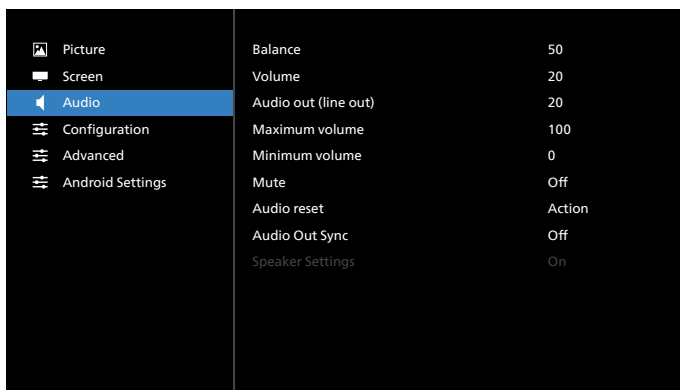 Picture
Screen
Audio
Configuration
Advanced
Android Settings
Balance 50
Volume 20
Audio out (line out) 20
Maximum volume 100
Minimum volume 0
Mute Off
Audio reset Action
Audio Out Sync Off
Speaker Settings On